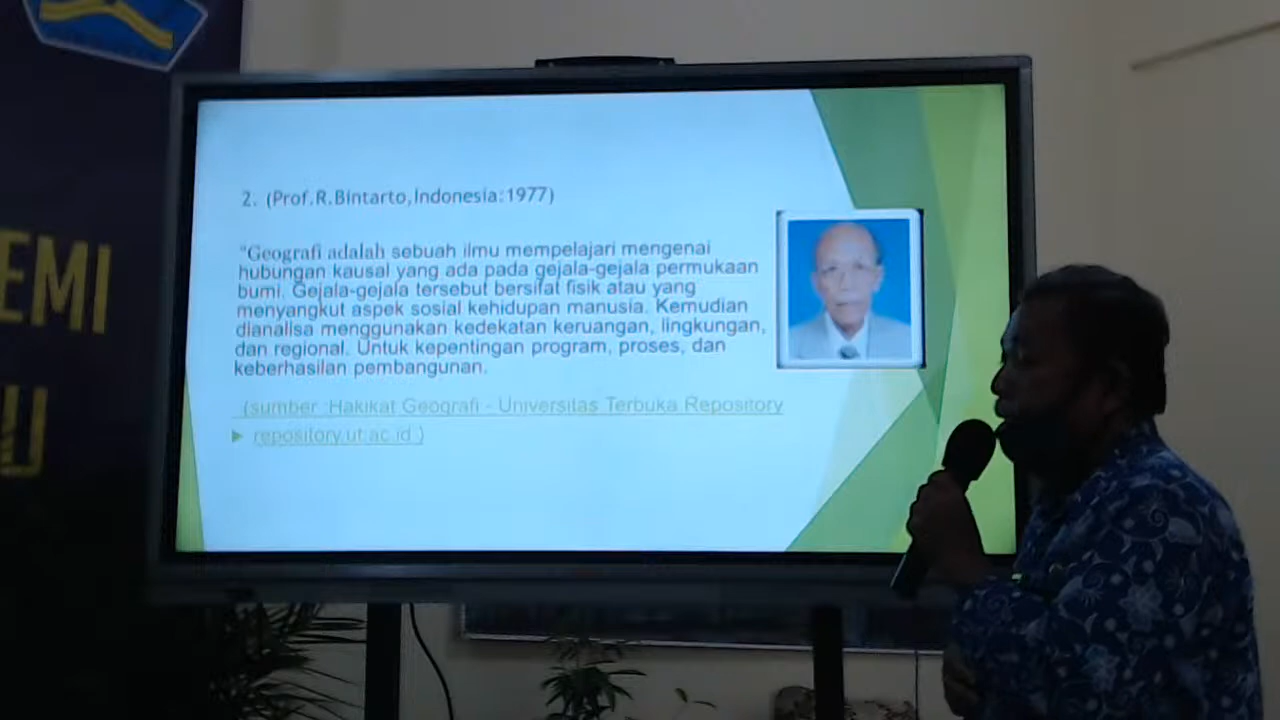 2. (Prof.R.Bintarto,Indonesia:1977)
"Geografi adalah sebuah ilmu mempelajari mengenai
hubungan kausal yang ada pada gejala-gejala permukaan
bumi. Gejala-gejala tersebut bersifat fisik atau yang
menyangkut aspek sosial kehidupan manusia. Kemudian
dianalisa menggunakan kedekatan keruangan, lingkungan,
dan regional. Untuk kepentingan program, proses, dan
keberhasilan pembangunan.
(sumber :Hakikat Geografi - Universitas Terbuka Repository
repository.ut.ac.id )
EMI
U